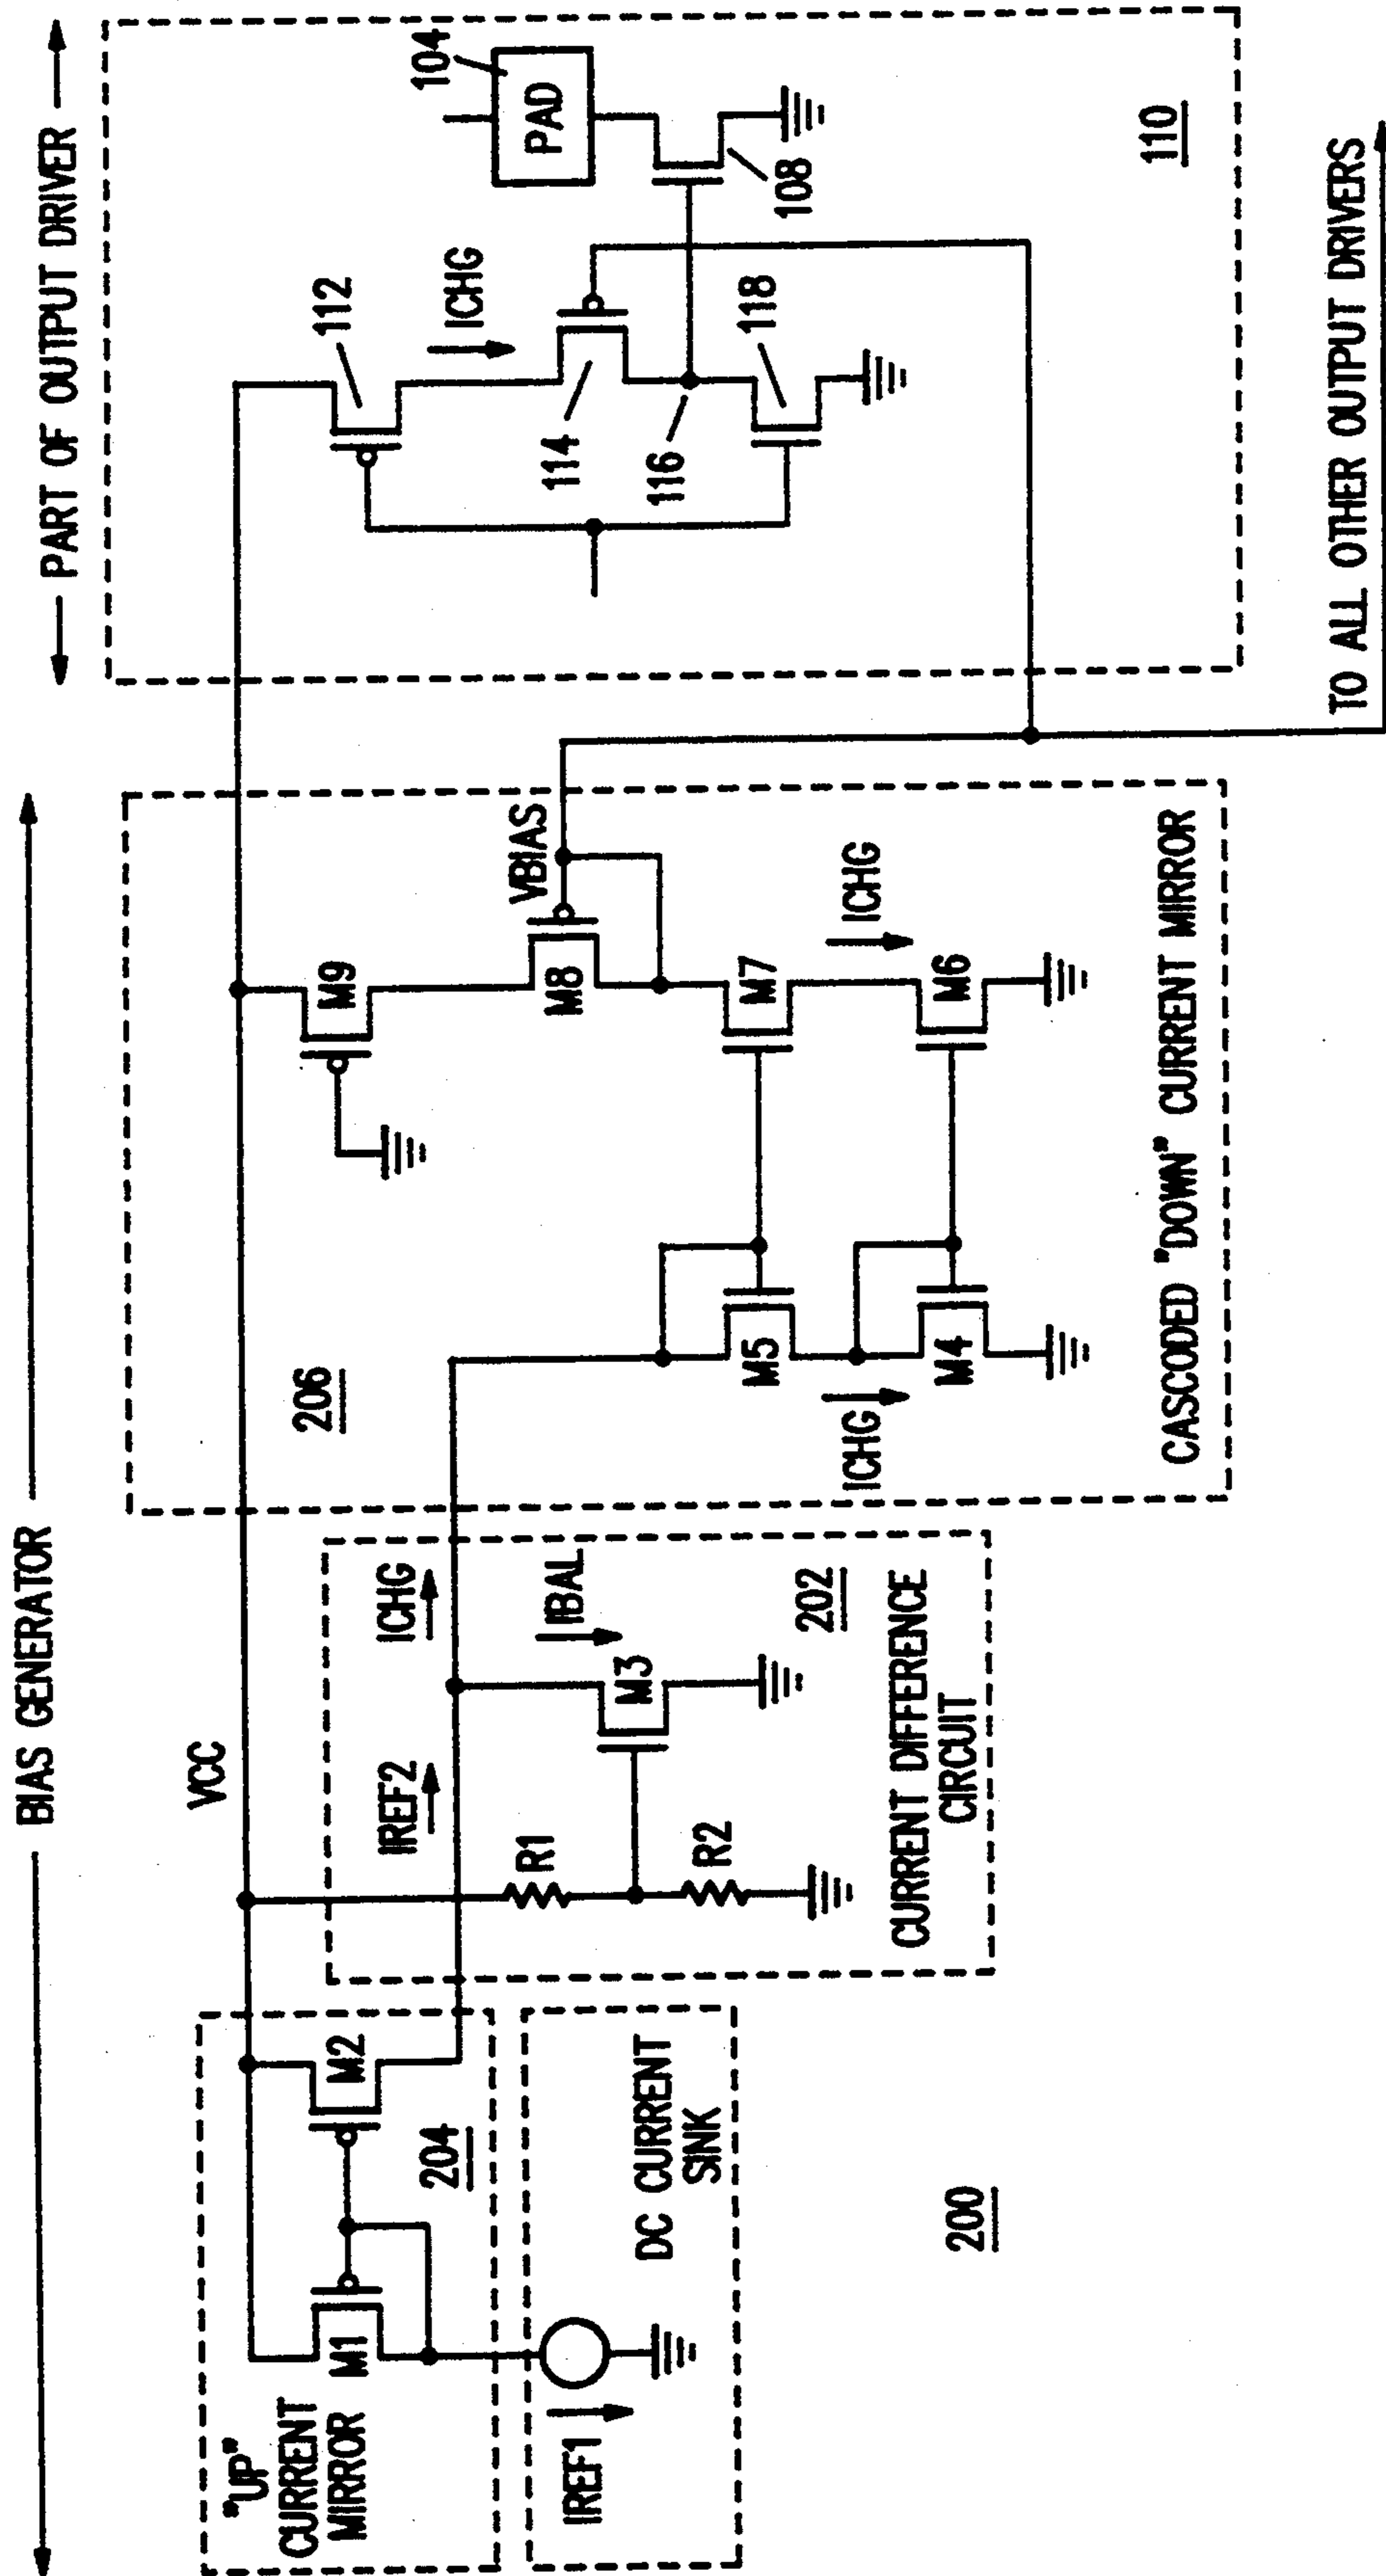 BIAS GENERATOR
PART OF OUTPUT DRIVER
VCC
"UP"
CURRENT
MIRROR
M1
M2
204
IREF1
DC CURRENT
SINK
200
IREF2
ICHG
R1
R2
M3
IBAL
202
CURRENT DIFFERENCE
CIRCUIT
206
M9
VBIAS
M8
M5
M7
ICHG
M4
M6
ICHG
CASCODED "DOWN" CURRENT MIRROR
112
ICHG
114
116
118
104
PAD
108
110
TO ALL OTHER OUTPUT DRIVERS